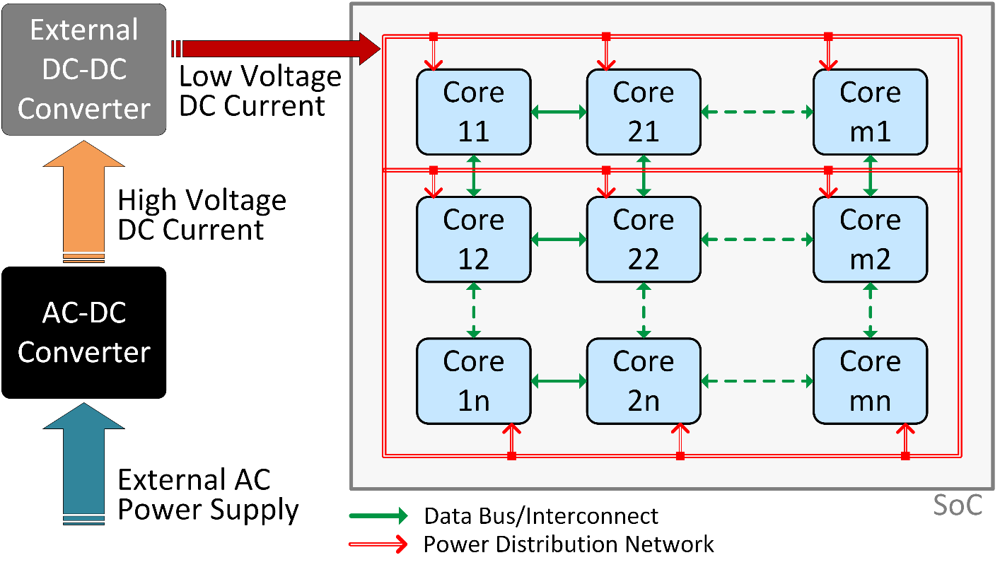 External
DC-DC
Converter
Low Voltage
DC Current
High Voltage
DC Current
AC-DC
Converter
External AC
Power Supply
Core
11
Core
21
Core
m1
Core
12
Core
22
Core
m2
Core
1n
Core
2n
Core
mn
SoC
Data Bus/Interconnect
Power Distribution Network